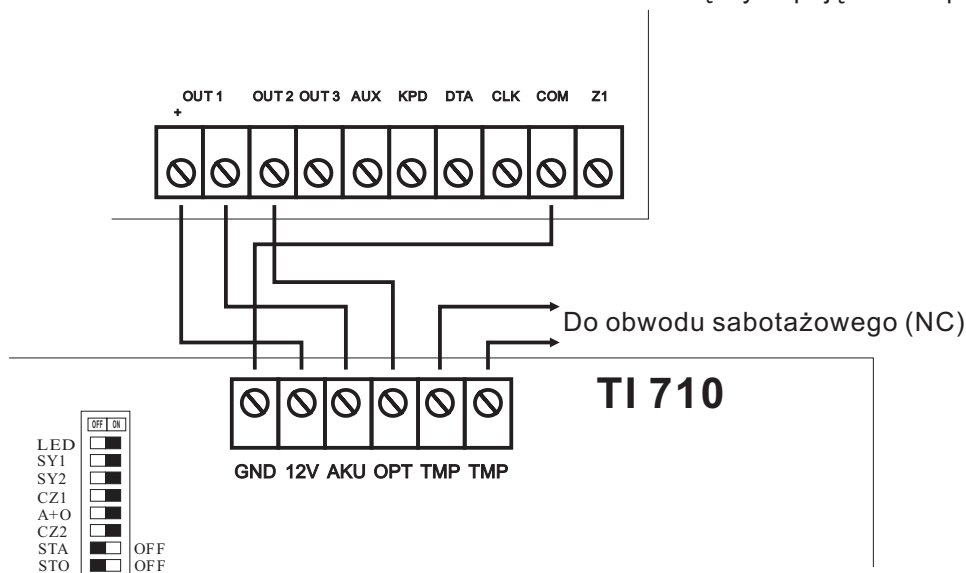 OUT 1 OUT 2 OUT 3 AUX KPD DTA CLK COM Z1
+
Do obwodu sabotażowego (NC)
TI 710
GND 12V AKU OPT TMP TMP
OFF ON
LED
SY1
SY2
CZ1
A+O
CZ2
STA OFF
STO OFF